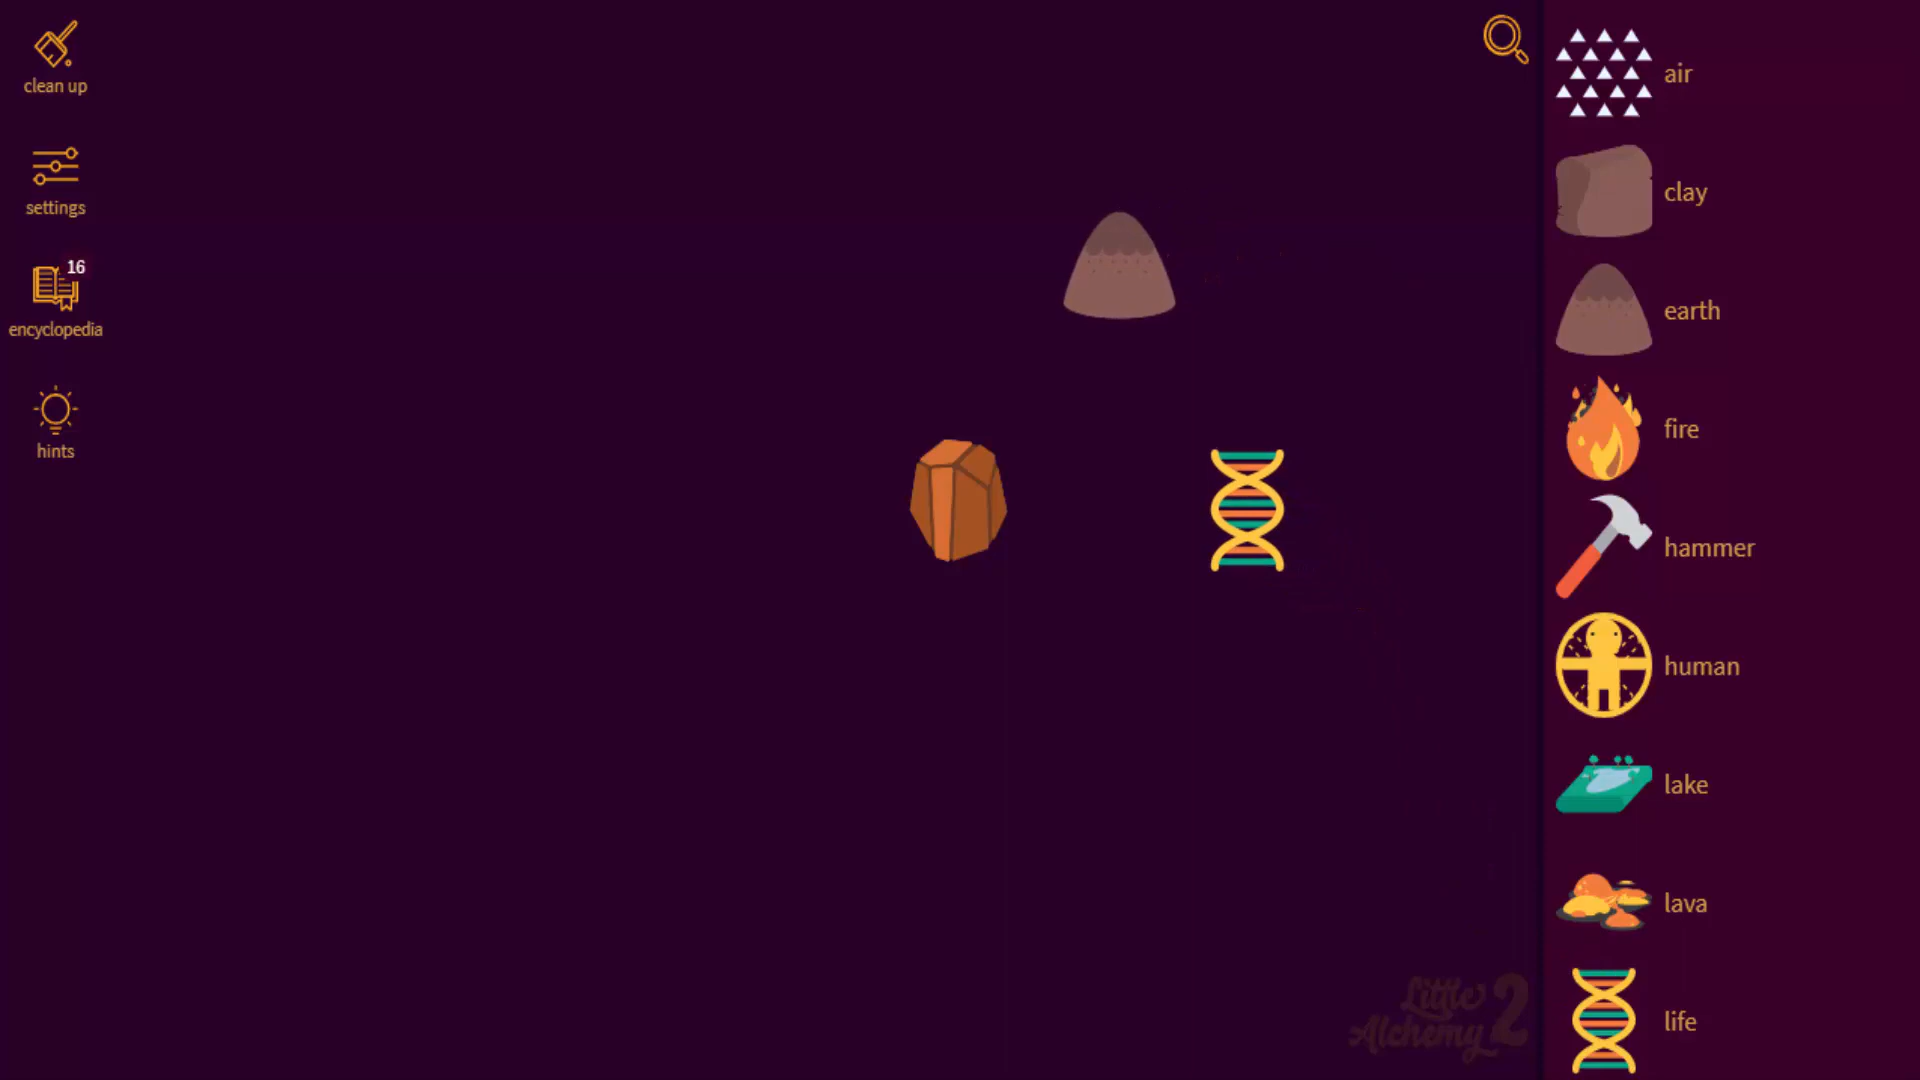 clean up
settings
16
encyclopedia
hints
air
clay
earth
fire
hammer
human
lake
lava
life
Little
Alchemy 2